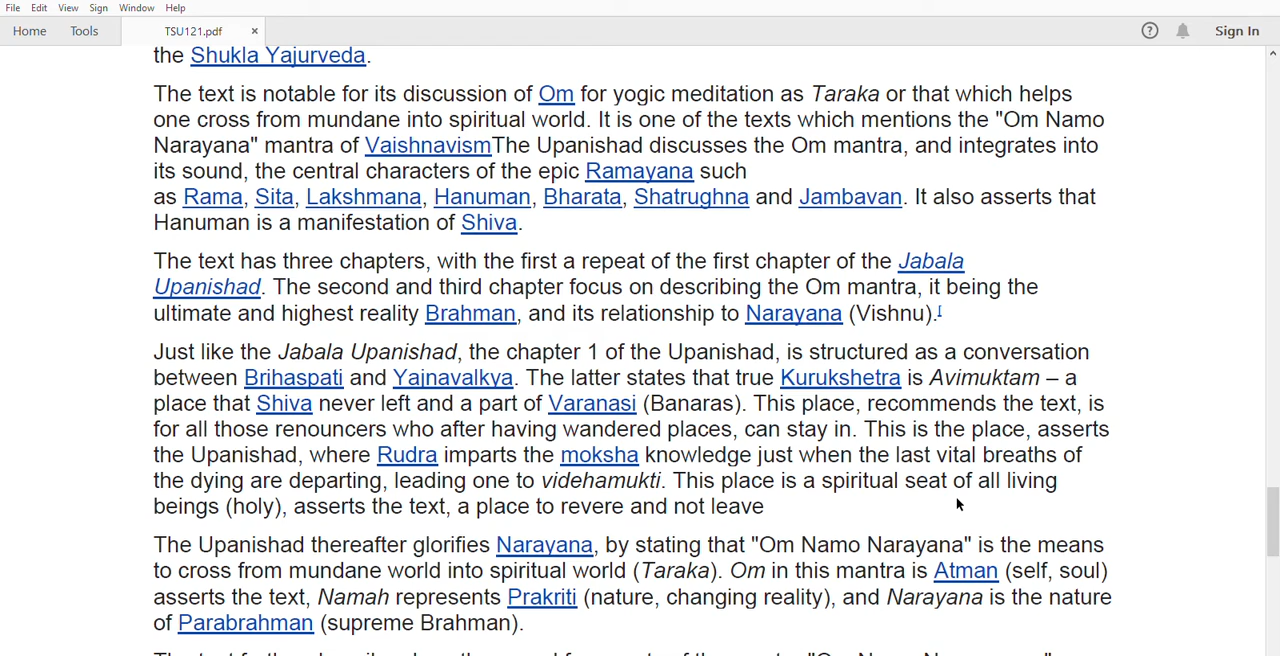 File Edit View Sign Window Help
Home Tools TSU121.pdf × ? Sign In
the Shukla Yajurveda.
The text is notable for its discussion of Om for yogic meditation as Taraka or that which helps
one cross from mundane into spiritual world. It is one of the texts which mentions the "Om Namo
Narayana" mantra of VaishnavismThe Upanishad discusses the Om mantra, and integrates into
its sound, the central characters of the epic Ramayana such
as Rama, Sita, Lakshmana, Hanuman, Bharata, Shatrughna and Jambavan. It also asserts that
Hanuman is a manifestation of Shiva.
The text has three chapters, with the first a repeat of the first chapter of the Jabala
Upanishad. The second and third chapter focus on describing the Om mantra, it being the
ultimate and highest reality Brahman, and its relationship to Narayana (Vishnu).[
Just like the Jabala Upanishad, the chapter 1 of the Upanishad, is structured as a conversation
between Brihaspati and Yajnavalkya. The latter states that true Kurukshetra is Avimuktam – a
place that Shiva never left and a part of Varanasi (Banaras). This place, recommends the text, is
for all those renouncers who after having wandered places, can stay in. This is the place, asserts
the Upanishad, where Rudra imparts the moksha knowledge just when the last vital breaths of
the dying are departing, leading one to videhamukti. This place is a spiritual seat of all living
beings (holy), asserts the text, a place to revere and not leave
The Upanishad thereafter glorifies Narayana, by stating that "Om Namo Narayana" is the means
to cross from mundane world into spiritual world (Taraka). Om in this mantra is Atman (self, soul)
asserts the text, Namah represents Prakriti (nature, changing reality), and Narayana is the nature
of Parabrahman (supreme Brahman).